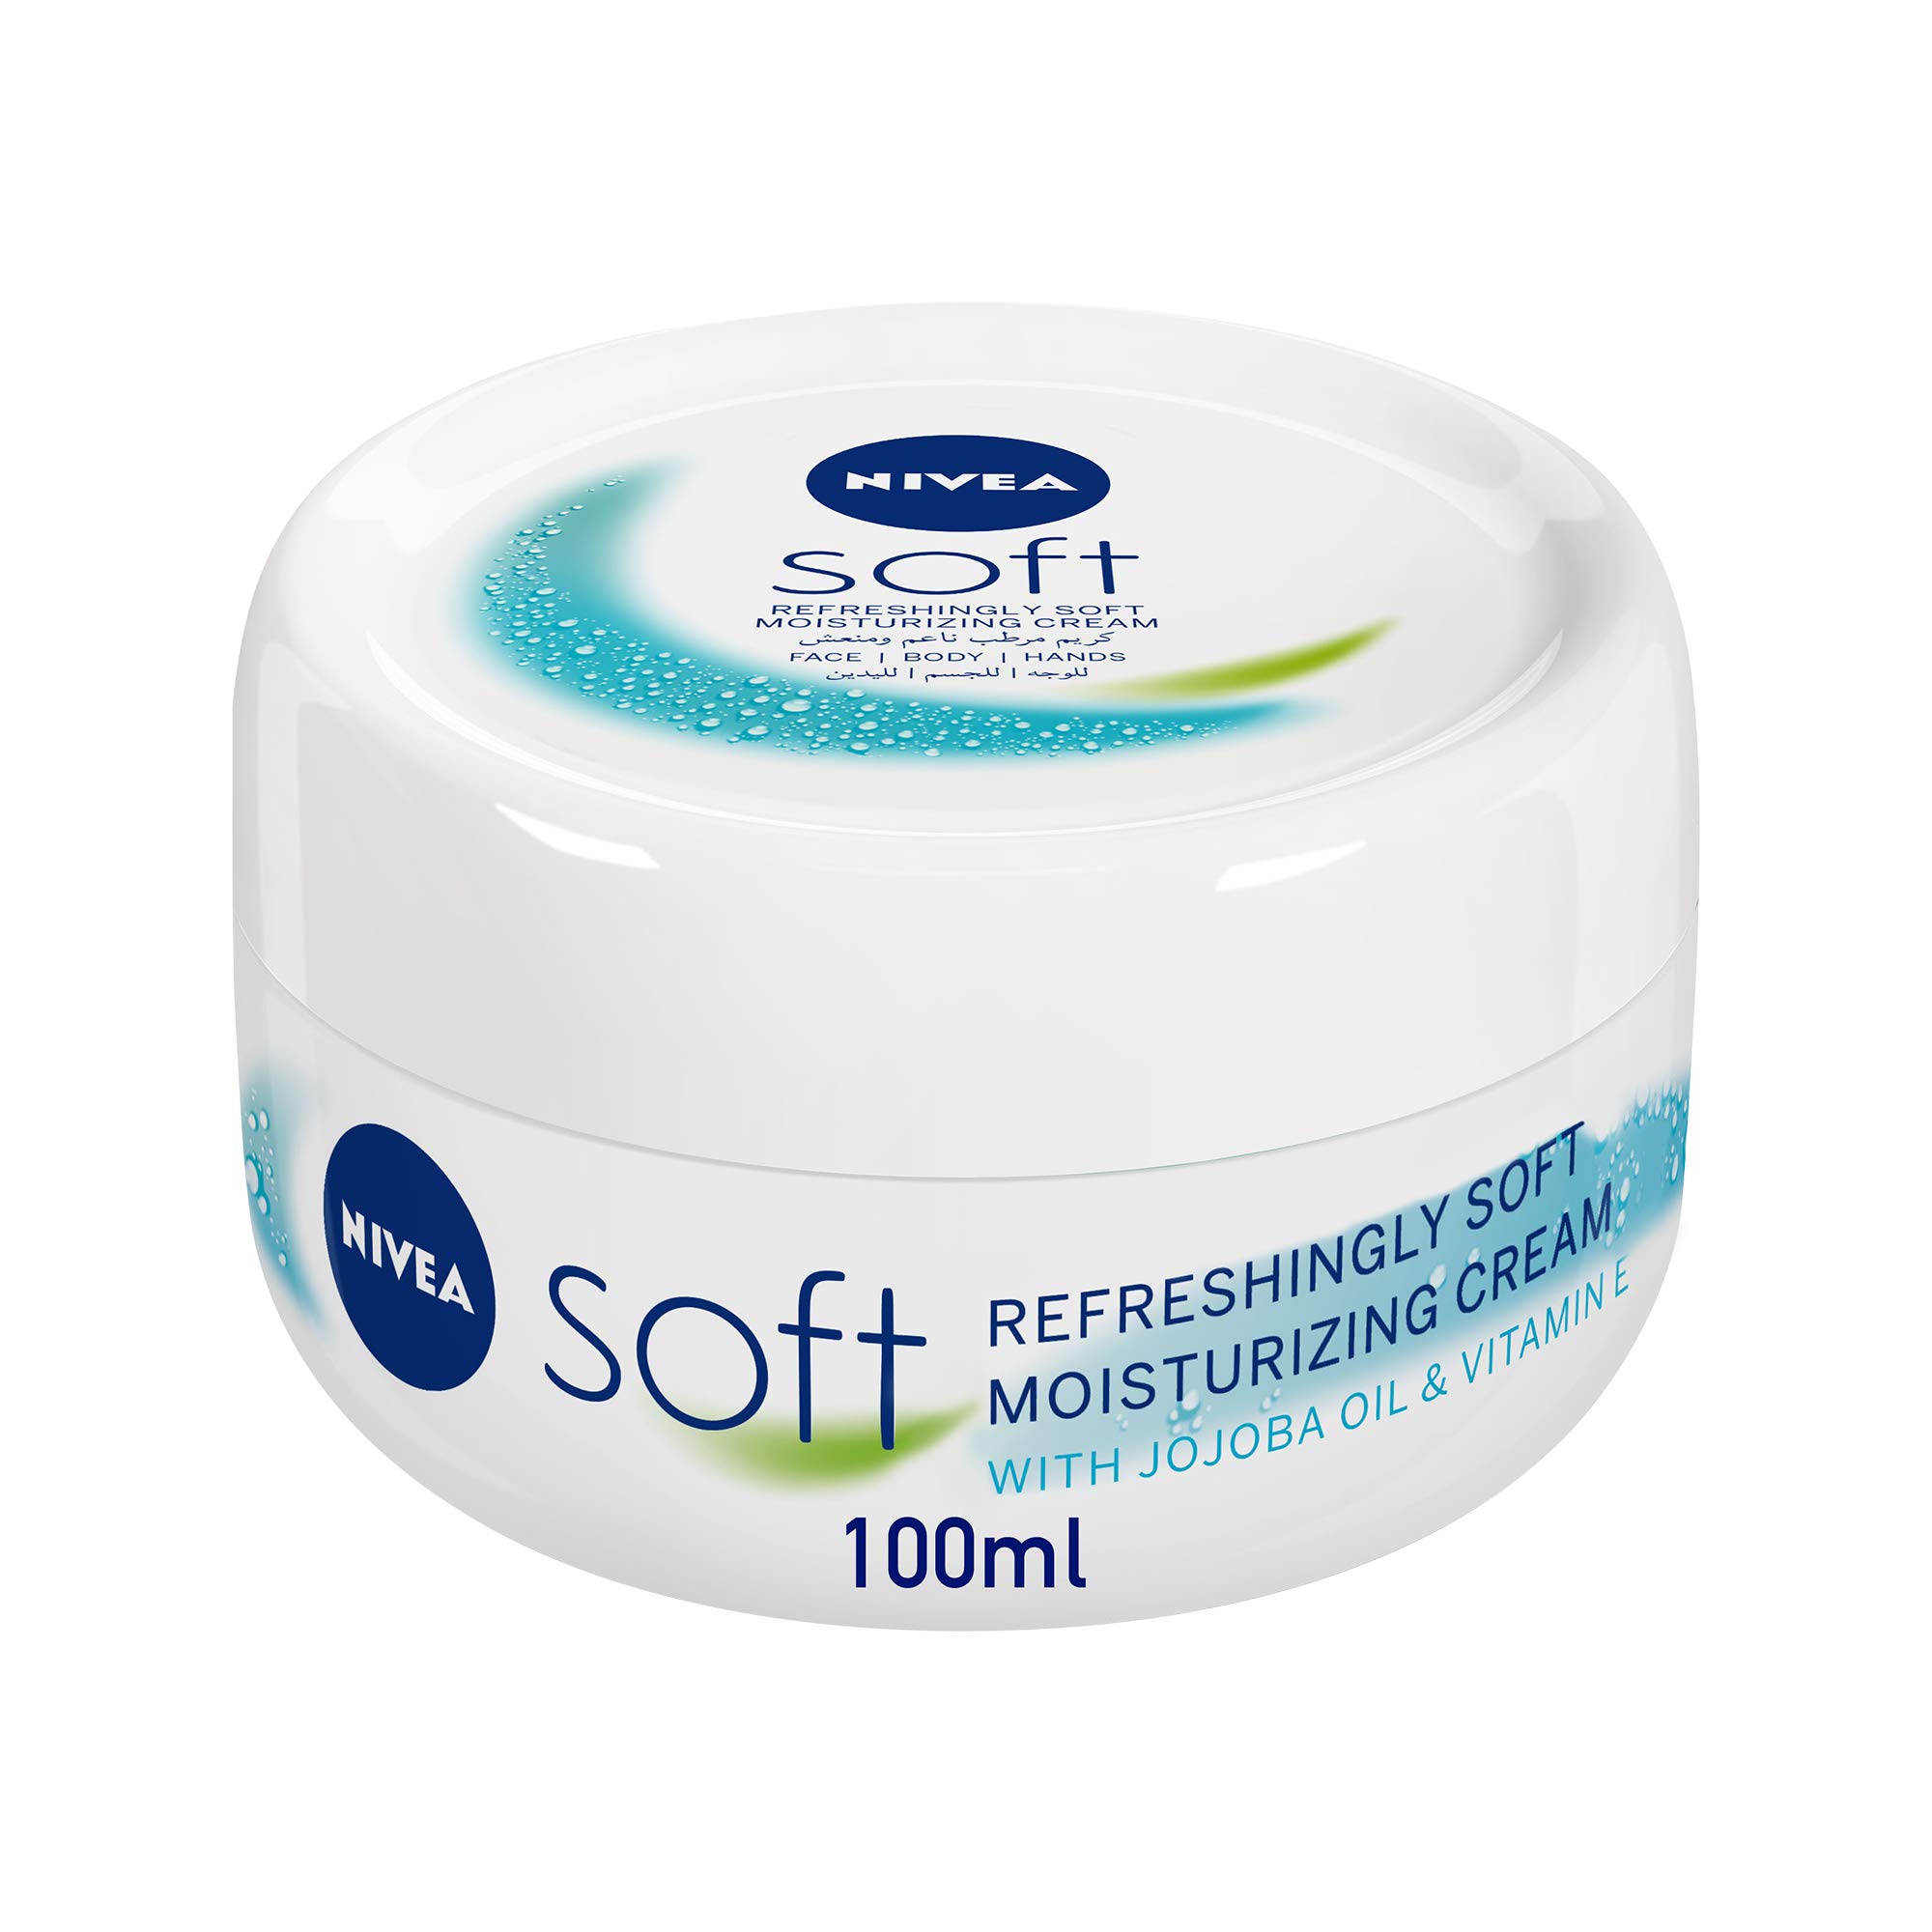 NIVEA
soft
REFRESHINGLY SOFT
MOISTURIZING CREAM
كريم مرطب ناعم ومنعش
FACE | BODY | HANDS
للوجه | للجسم | لليدين
NIVEA
soft
REFRESHINGLY SOFT
MOISTURIZING CREAM
WITH JOJOBA OIL & VITAMIN E
100ml